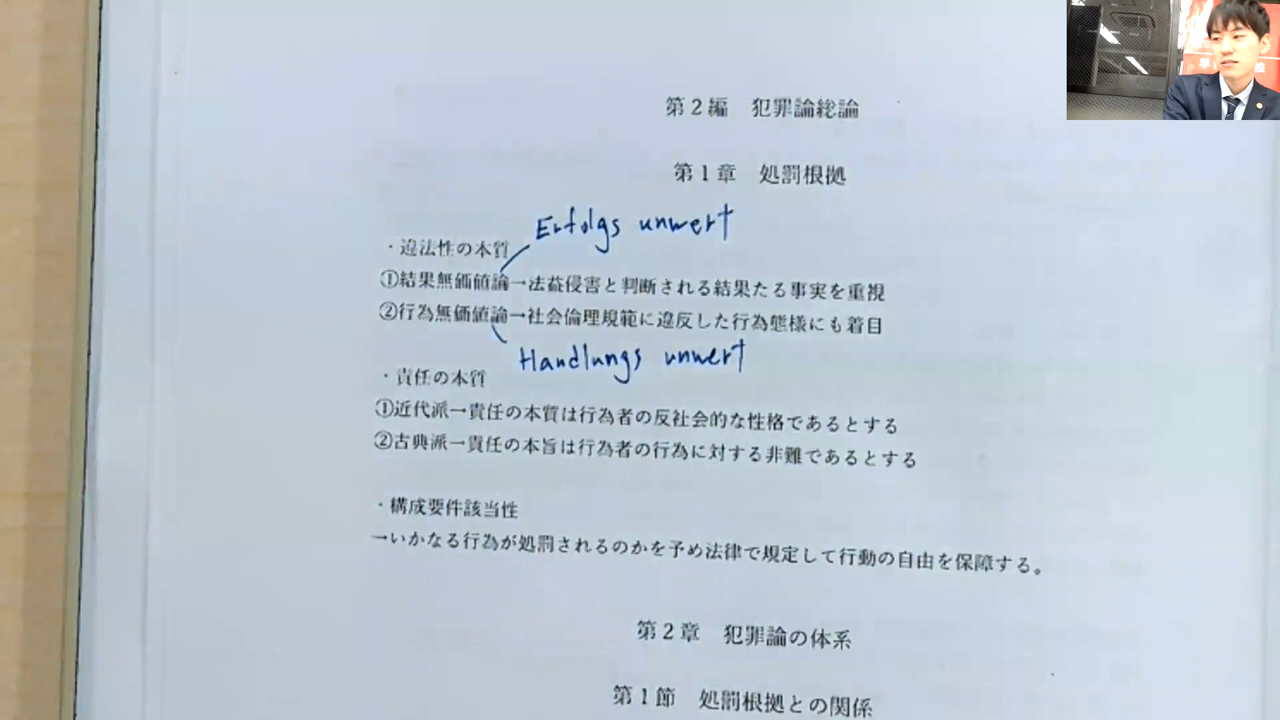 第2編 犯罪論総論
第1章 処罰根拠
Erfolgs unwert
・違法性の本質
①結果無価値論→法益侵害と判断される結果たる事実を重視
②行為無価値論→社会倫理規範に違反した行為態様にも着目
Handlungs unwert
・責任の本質
①近代派→責任の本質は行為者の反社会的な性格であるとする
②古典派→責任の本旨は行為者の行為に対する非難であるとする
・構成要件該当性
→いかなる行為が処罰されるのかを予め法律で規定して行動の自由を保障する。
第2章 犯罪論の体系
第1節 処罰根拠との関係